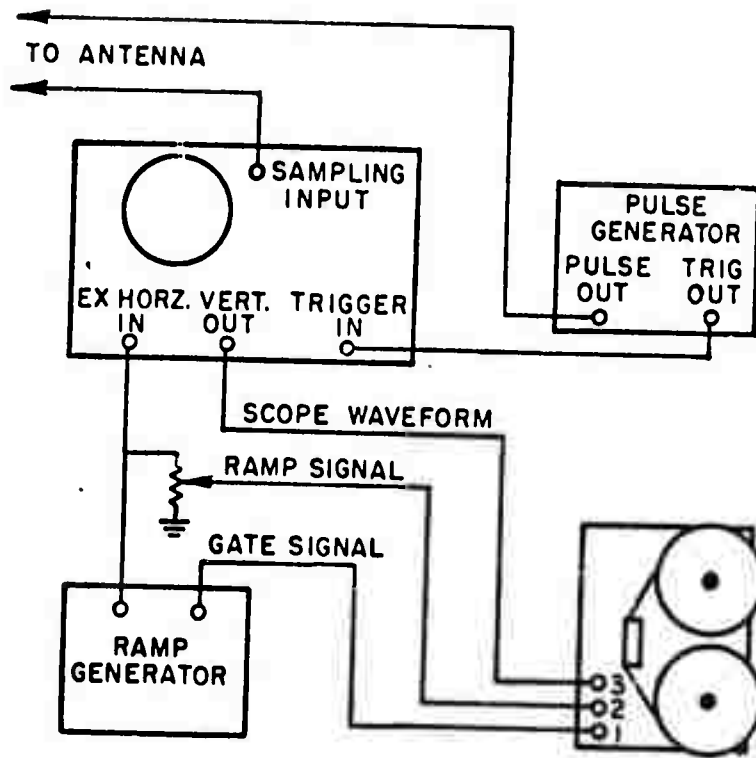 TO ANTENNA
SAMPLING
INPUT
PULSE
GENERATOR
PULSE
OUT
TRIG
OUT
EX HORZ.
IN
VERT.
OUT
TRIGGER
IN
SCOPE WAVEFORM
RAMP SIGNAL
GATE SIGNAL
RAMP
GENERATOR
3
2
1